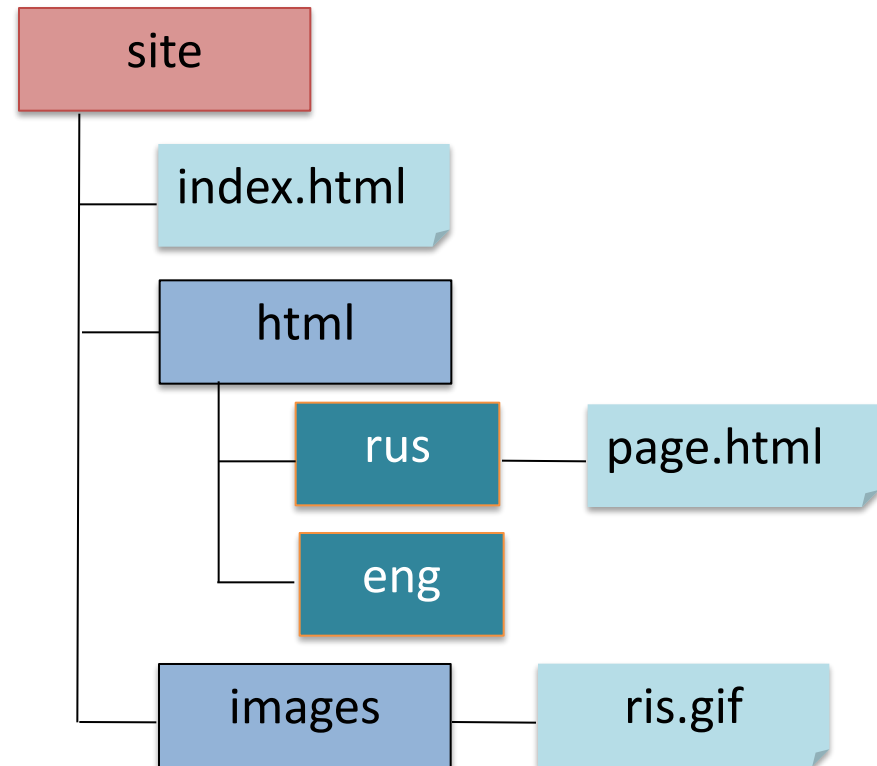 site
index.html
html
rus
page.html
eng
images
ris.gif